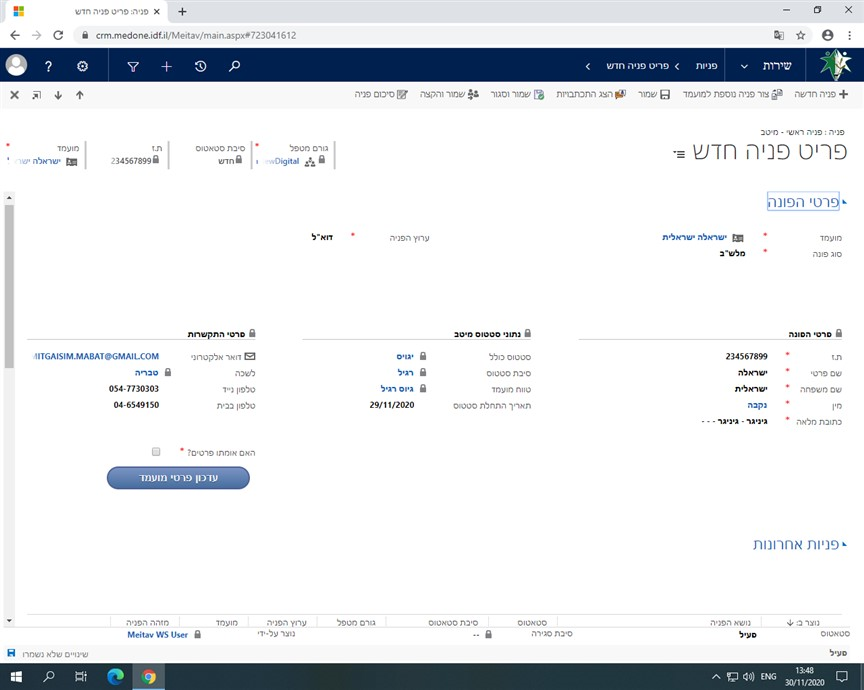 פניה: פריט פניה חדש
crm.medone.idf.il/Meitav/main.aspx#723041612
שירות
פניות
פריט פניה חדש
פניה חדשה
צור פניה נוספת למועמד
שמור
הצג התכתבויות
שמור וסגור
שמור והקצה
סיכום פניה
פניה : פניה ראשי - מיטב
פריט פניה חדש
גורם מטפל
סיבת סטאטוס
ת.ז
מועמד
wDigital
חדש
234567899
ישראלה ישר
פרטי הפונה
מועמד * ישראלה ישראלית
ערוץ הפניה * דוא"ל
סוג פונה * מלש"ב
פרטי הפונה
ת.ז * 234567899
שם פרטי * ישראלה
שם משפחה * ישראלית
מין * נקבה
כתובת מלאה * גיניגר - גיניגר - - -
נתוני סטטוס מיטב
סטטוס כולל יגויס
סיבת סטטוס רגיל
טווח מועמד גיוס רגיל
תאריך התחלת סטטוס 29/11/2020
פרטי התקשרות
דואר אלקטרוני MITGAISIM.MABAT@GMAIL.COM
לשכה טבריה
טלפון נייד 054-7730303
טלפון בבית 04-6549150
האם אומתו פרטים? *
עדכון פרטי מועמד
פניות אחרונות
נוצר ב: נושא הפניה סטאטוס סיבת סטאטוס גורם מטפל ערוץ הפניה מועמד מזהה הפניה
סטאטוס פעיל סיבת סגירה -- נוצר על-ידי Meitav WS User
פעיל
שינויים שלא נשמרו
ENG
13:48
30/11/2020